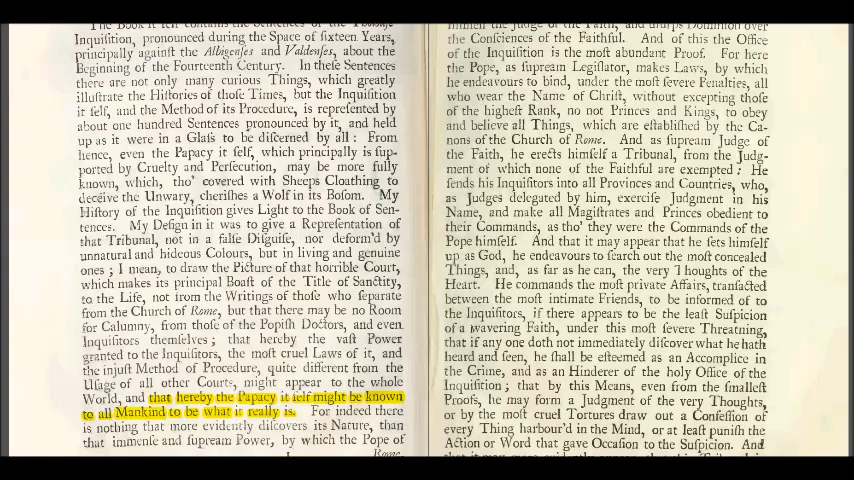 The Book it self contains the Sentences of the Tholouse
Inquisition, pronounced during the Space of sixteen Years,
principally against the Albigenses and Valdenses, about the
Beginning of the Fourteenth Century. In these Sentences
there are not only many curious Things, which greatly
illustrate the Histories of those Times, but the Inquisition
it self, and the Method of its Procedure, is represented by
about one hundred Sentences pronounced by it, and held
up as it were in a Glass to be discerned by all: From
hence, even the Papacy it self, which principally is sup-
ported by Cruelty and Persecution, may be more fully
known, which, tho' covered with Sheeps Cloathing to
deceive the Unwary, cherishes a Wolf in its Bosom. My
History of the Inquisition gives Light to the Book of Sen-
tences. My Design in it was to give a Representation of
that Tribunal, not in a false Disguise, nor deform'd by
unnatural and hideous Colours, but in living and genuine
ones; I mean, to draw the Picture of that horrible Court,
which makes its principal Boast of the Title of Sanctity,
to the Life, not from the Writings of those who separate
from the Church of Rome, but that there may be no Room
for Calumny, from those of the Popish Doctors, and even
Inquisitors themselves; that hereby the vast Power
granted to the Inquisitors, the most cruel Laws of it, and
the injust Method of Procedure, quite different from the
Usage of all other Courts, might appear to the whole
World, and that hereby the Papacy it self might be known
to all Mankind to be what it really is. For indeed there
is nothing that more evidently discovers its Nature, than
that immense and supream Power, by which the Pope of
Rome,
himself the Judge of the Faith, and usurps Dominion over
the Consciences of the Faithful. And of this the Office
of the Inquisition is the most abundant Proof. For here
the Pope, as supream Legislator, makes Laws, by which
he endeavours to bind, under the most severe Penalties, all
who wear the Name of Christ, without excepting those
of the highest Rank, no not Princes and Kings, to obey
and believe all Things, which are established by the Ca-
nons of the Church of Rome. And as supream Judge of
the Faith, he erects himself a Tribunal, from the Judg-
ment of which none of the Faithful are exempted: He
sends his Inquisitors into all Provinces and Countries, who,
as Judges delegated by him, exercise Judgment in his
Name, and make all Magistrates and Princes obedient to
their Commands, as tho' they were the Commands of the
Pope himself. And that it may appear that he sets himself
up as God, he endeavours to search out the most concealed
Things, and, as far as he can, the very Thoughts of the
Heart. He commands the most private Affairs, transacted
between the most intimate Friends, to be informed of to
the Inquisitors, if there appears to be the least Suspicion
of a wavering Faith, under this most severe Threatning,
that if any one doth not immediately discover what he hath
heard and seen, he shall be esteemed as an Accomplice in
the Crime, and as an Hinderer of the holy Office of the
Inquisition; that by this Means, even from the smallest
Proofs, he may form a Judgment of the very Thoughts,
or by the most cruel Tortures draw out a Confession of
every Thing harbour'd in the Mind, or at least punish the
Action or Word that gave Occasion to the Suspicion. And